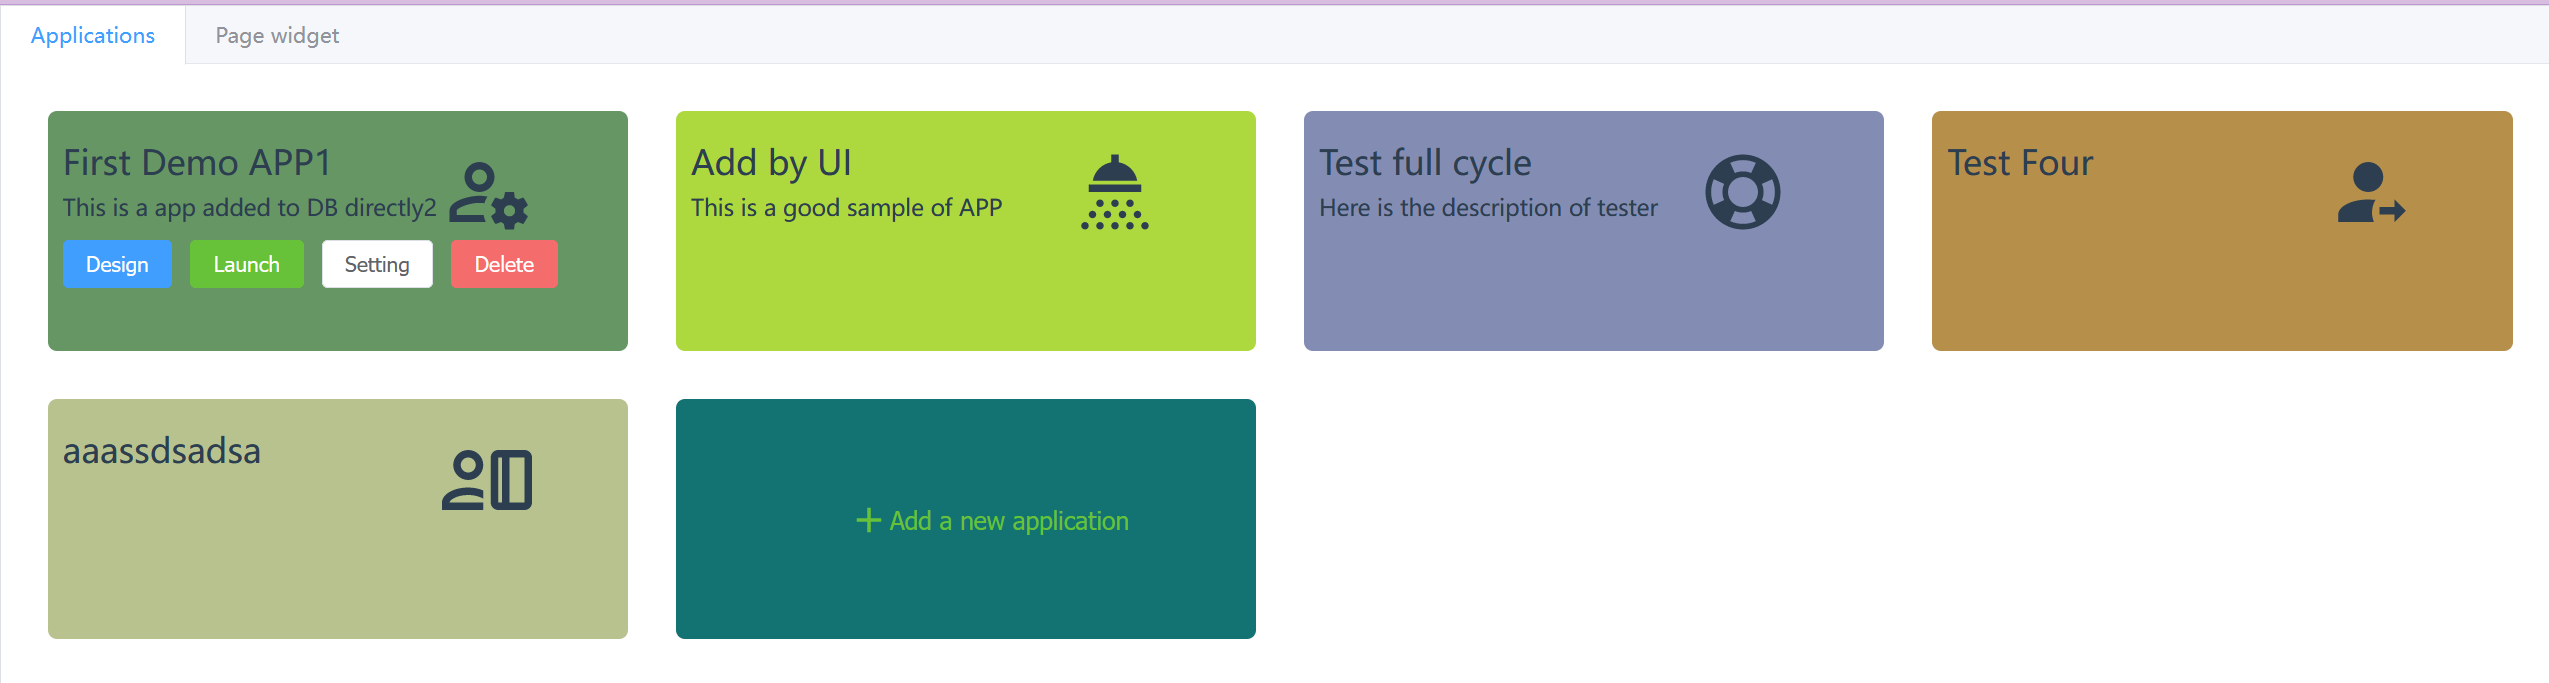 Applications
Page widget
First Demo APP1
This is a app added to DB directly2
Design
Launch
Setting
Delete
Add by UI
This is a good sample of APP
Test full cycle
Here is the description of tester
Test Four
aaassdsadsa
Add a new application